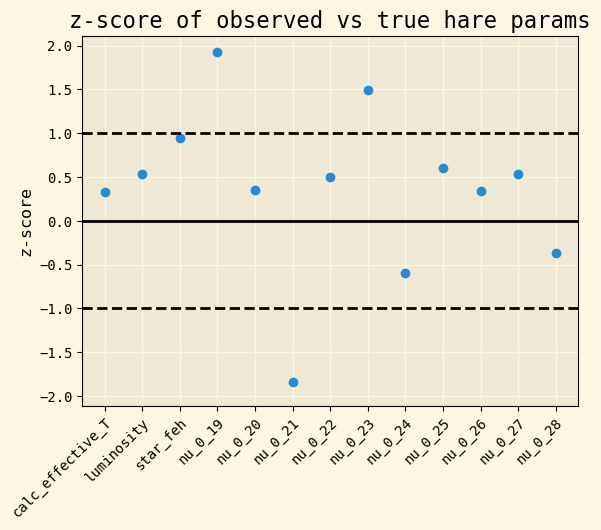 z-score of observed vs true hare params
z-score
2.0
1.5
1.0
0.5
0.0
−0.5
−1.0
−1.5
−2.0
calc_effective_T
luminosity
star_feh
nu_0_19
nu_0_20
nu_0_21
nu_0_22
nu_0_23
nu_0_24
nu_0_25
nu_0_26
nu_0_27
nu_0_28